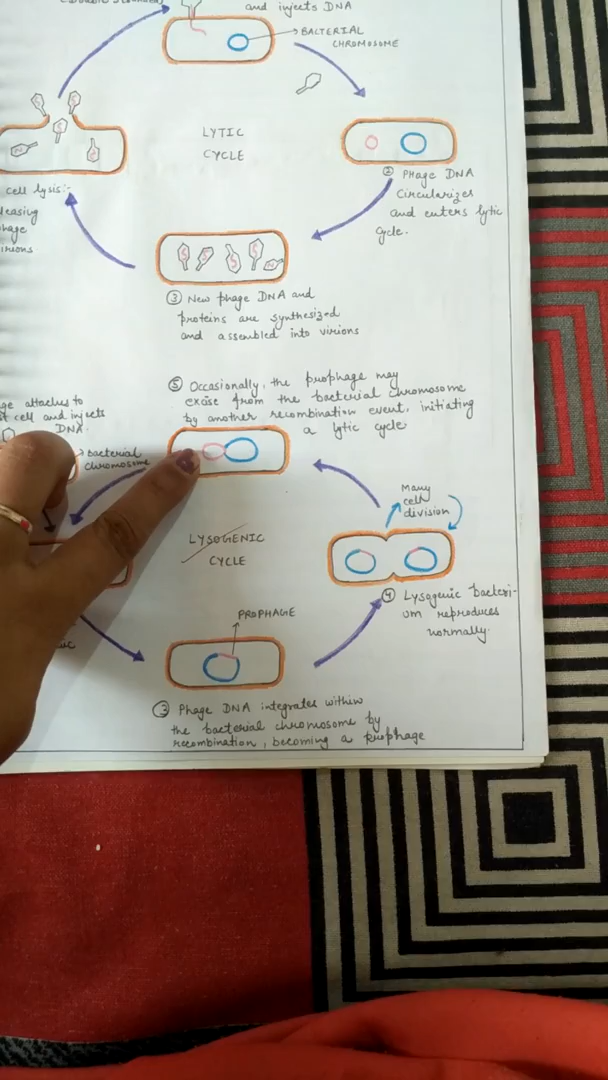 and injects DNA
BACTERIAL
CHROMOSOME
LYTIC
CYCLE
② Phage DNA
Circularizes
and enters lytic
cycle.
cell lysis:-
③ New phage DNA and
proteins are synthesized
and assembled into virions
⑤ Occasionally, the prophage may
excise from the bacterial chromosome
by another recombination event, initiating
a lytic cycle
attaches to
cell and injects
DNA.
Bacterial
chromosome
Many
cell
division
LYSOGENIC
CYCLE
④ Lysogenic bacteri-
um reproduces
normally.
PROPHAGE
③ Phage DNA integrates within
the bacterial chromosome by
recombination, becoming a prophage